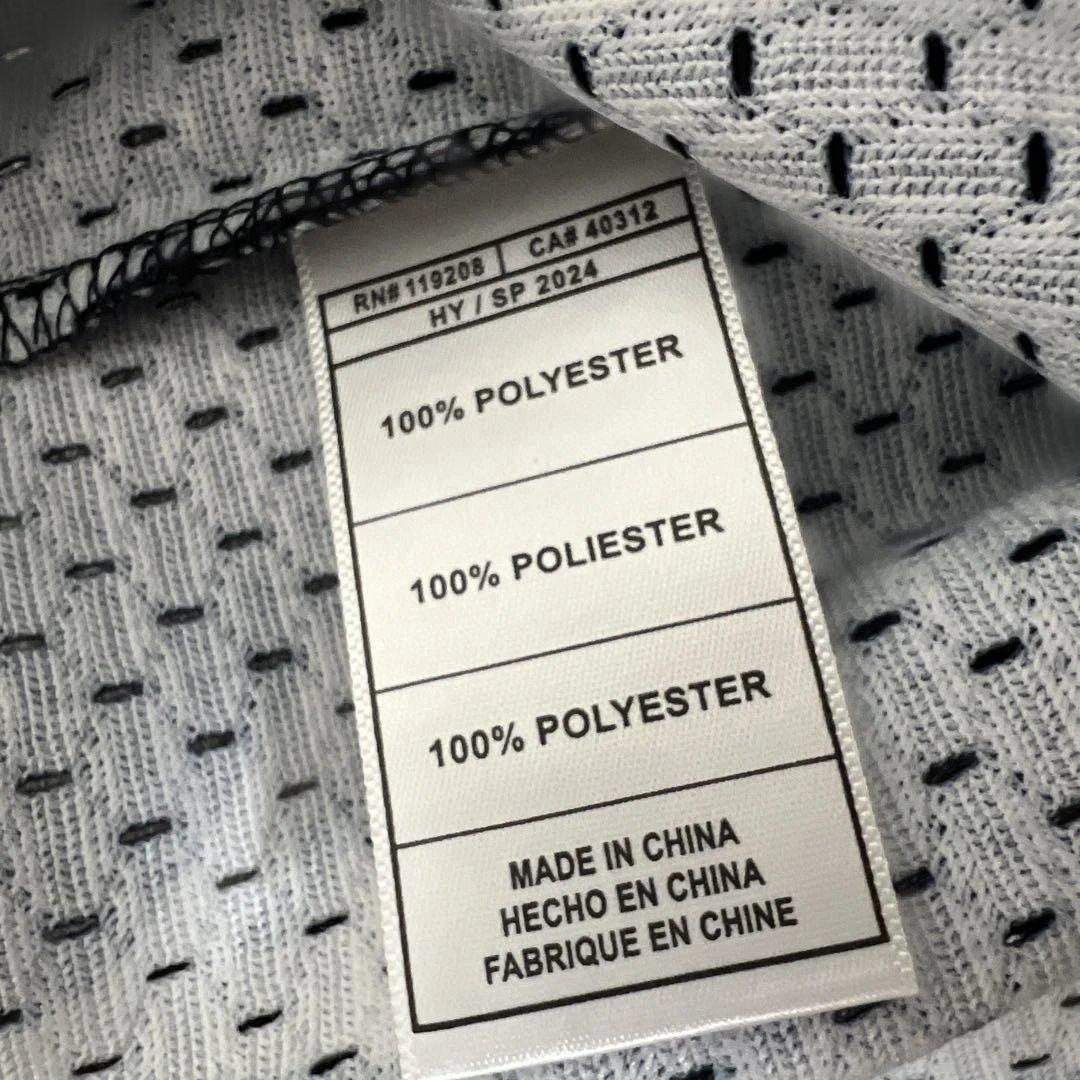 RN# 119208 CA# 40312
HY / SP 2024
100% POLYESTER
100% POLIESTER
100% POLYESTER
MADE IN CHINA
HECHO EN CHINA
FABRIQUE EN CHINE